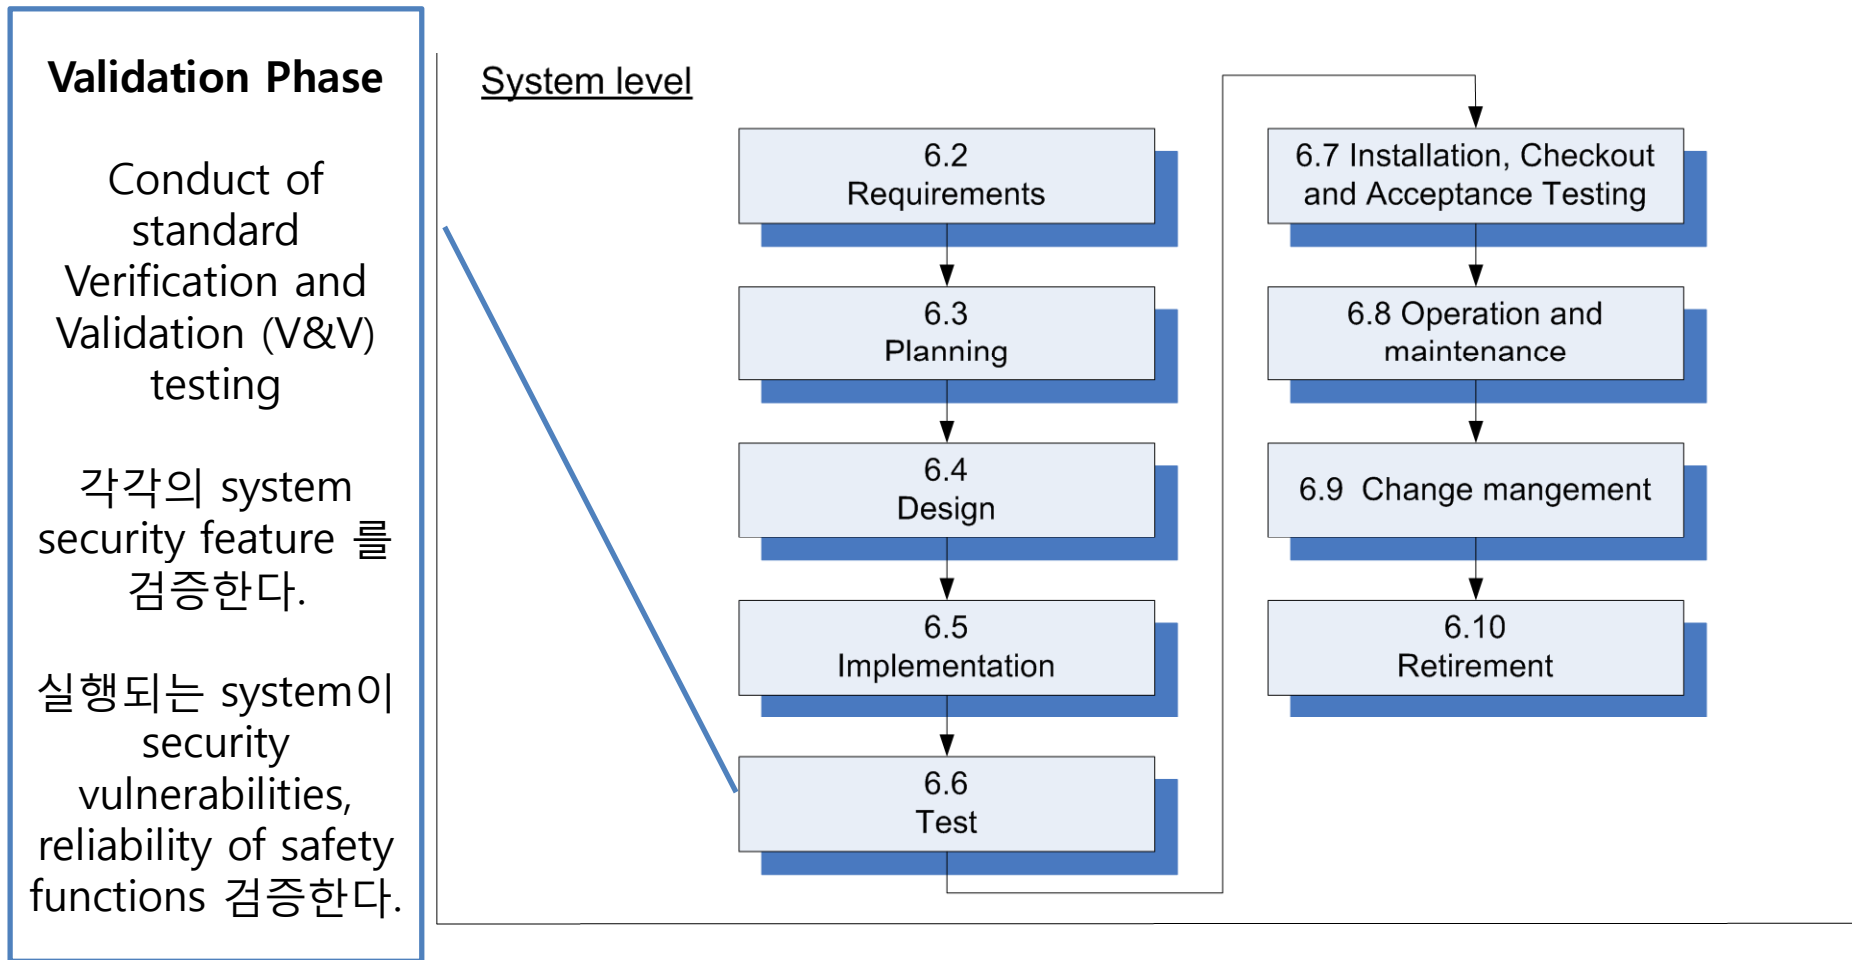 Validation Phase
Conduct of
standard
Verification and
Validation (V&V)
testing
각각의 system
security feature 를
검증한다.
실행되는 system이
security
vulnerabilities,
reliability of safety
functions 검증한다.
System level
6.2
Requirements
6.3
Planning
6.4
Design
6.5
Implementation
6.6
Test
6.7 Installation, Checkout
and Acceptance Testing
6.8 Operation and
maintenance
6.9 Change mangement
6.10
Retirement